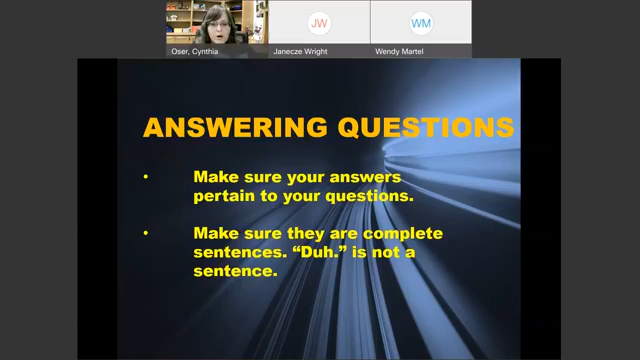 JW
WM
Oser, Cynthia
Janecze Wright
Wendy Martel
ANSWERING QUESTIONS
• Make sure your answers
pertain to your questions.
• Make sure they are complete
sentences. “Duh.” is not a
sentence.